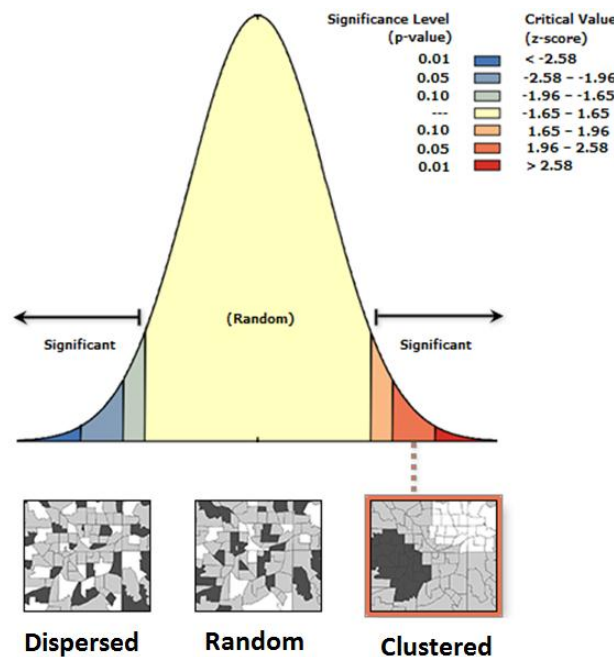 Significance Level
(p-value)
Critical Value
(z-score)
0.01 < -2.58
0.05 -2.58 – -1.96
0.10 -1.96 – -1.65
--- -1.65 – 1.65
0.10 1.65 – 1.96
0.05 1.96 – 2.58
0.01 > 2.58
(Random)
Significant
Significant
Dispersed
Random
Clustered